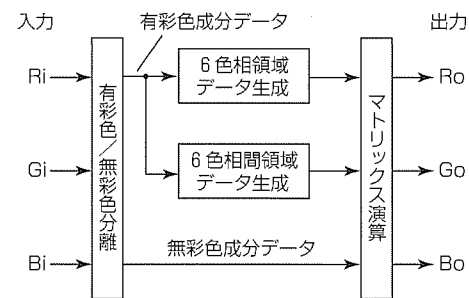 入力
有彩色成分データ
出力
Ri
Gi
Bi
有彩色/無彩色分離
6色相領域
データ生成
6色相間領域
データ生成
無彩色成分データ
マトリックス演算
Ro
Go
Bo